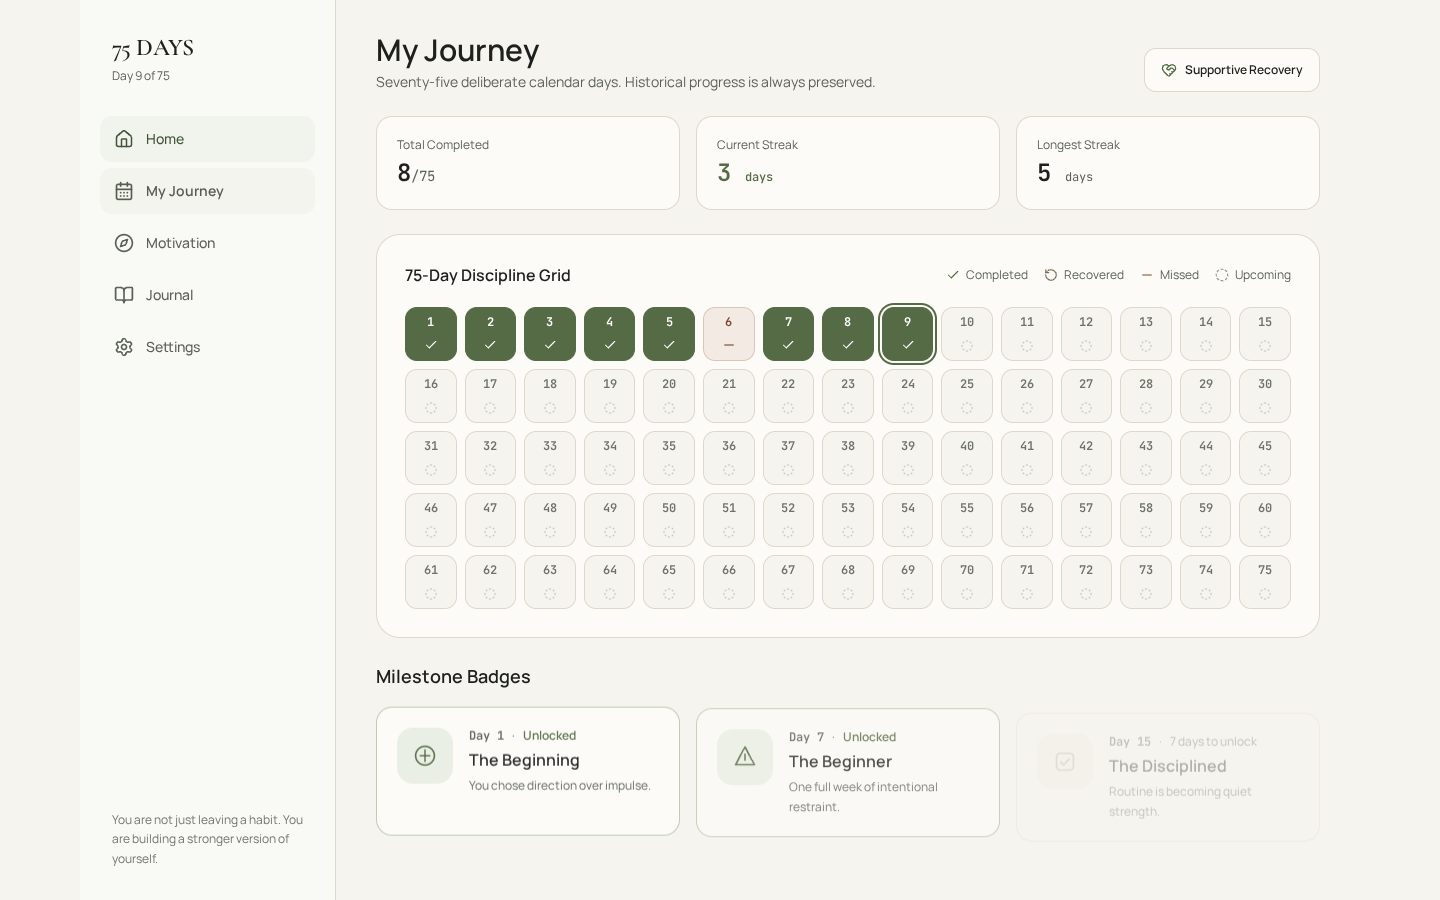 75 DAYS
Day 9 of 75
Home
My Journey
Motivation
Journal
Settings
You are not just leaving a habit. You
are building a stronger version of
yourself.
My Journey
Seventy-five deliberate calendar days. Historical progress is always preserved.
Supportive Recovery
Total Completed
8/75
Current Streak
3 days
Longest Streak
5 days
75-Day Discipline Grid
Completed Recovered Missed Upcoming
1 2 3 4 5 6 7 8 9 10 11 12 13 14 15
16 17 18 19 20 21 22 23 24 25 26 27 28 29 30
31 32 33 34 35 36 37 38 39 40 41 42 43 44 45
46 47 48 49 50 51 52 53 54 55 56 57 58 59 60
61 62 63 64 65 66 67 68 69 70 71 72 73 74 75
Milestone Badges
Day 1 · Unlocked
The Beginning
You chose direction over impulse.
Day 7 · Unlocked
The Beginner
One full week of intentional
restraint.
Day 15 · 7 days to unlock
The Disciplined
Routine is becoming quiet
strength.